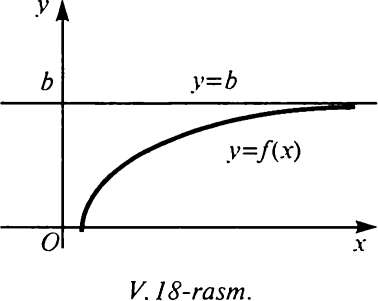 y
b
y=b
y=f(x)
O
x
V.18-rasm.